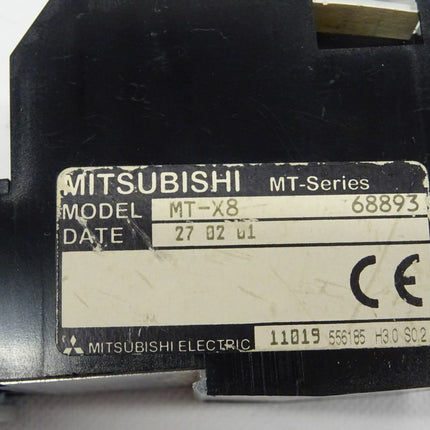 MITSUBISHI MT-Series
MODEL MT-X8 68893
DATE 27 02 01
CE
MITSUBISHI ELECTRIC 11019 556185 H3.0 S0.2